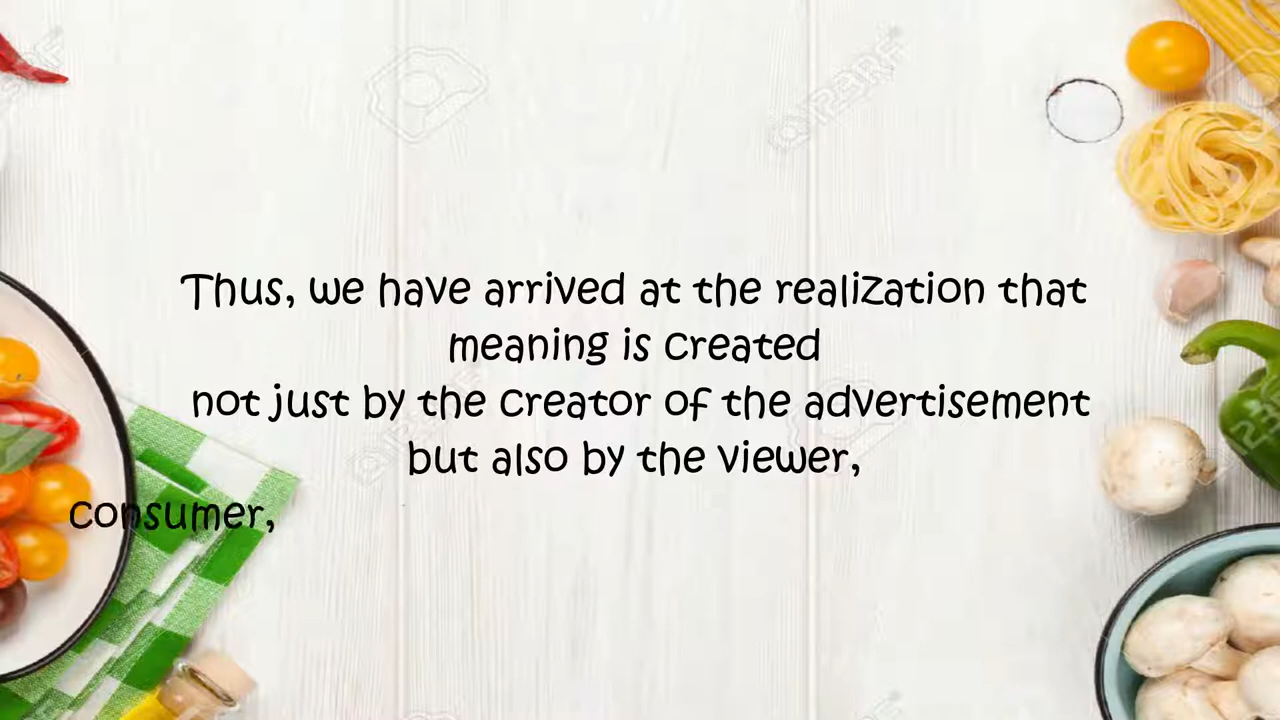 Thus, we have arrived at the realization that
meaning is created
not just by the creator of the advertisement
but also by the viewer,
consumer,
123RF